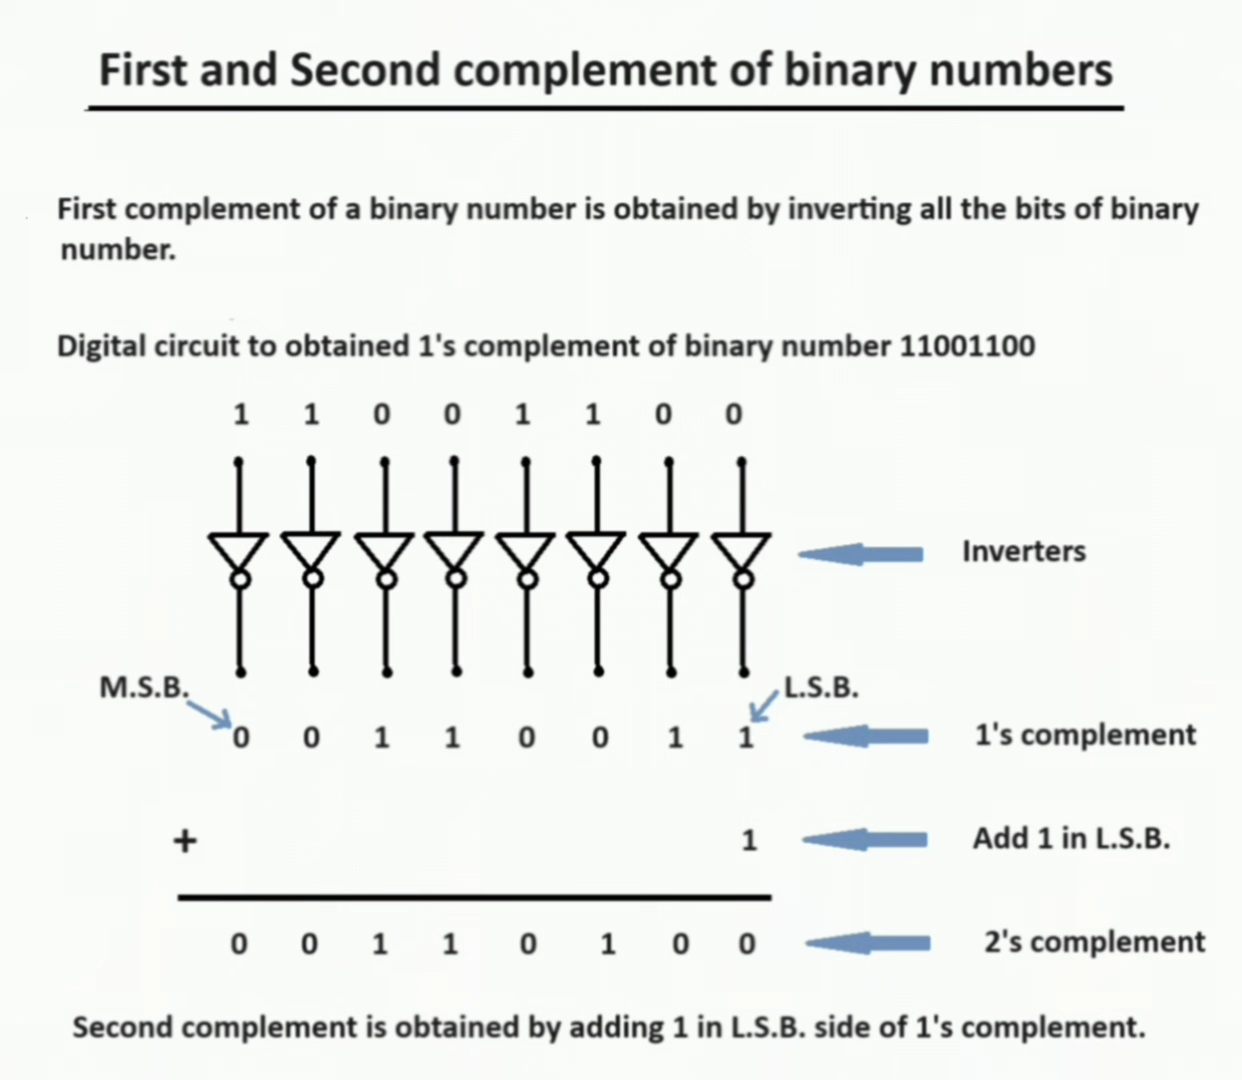 First and Second complement of binary numbers
First complement of a binary number is obtained by inverting all the bits of binary
number.
Digital circuit to obtained 1's complement of binary number 11001100
1 1 0 0 1 1 0 0
Inverters
M.S.B. L.S.B.
0 0 1 1 0 0 1 1 1's complement
+ 1 Add 1 in L.S.B.
0 0 1 1 0 1 0 0 2's complement
Second complement is obtained by adding 1 in L.S.B. side of 1's complement.